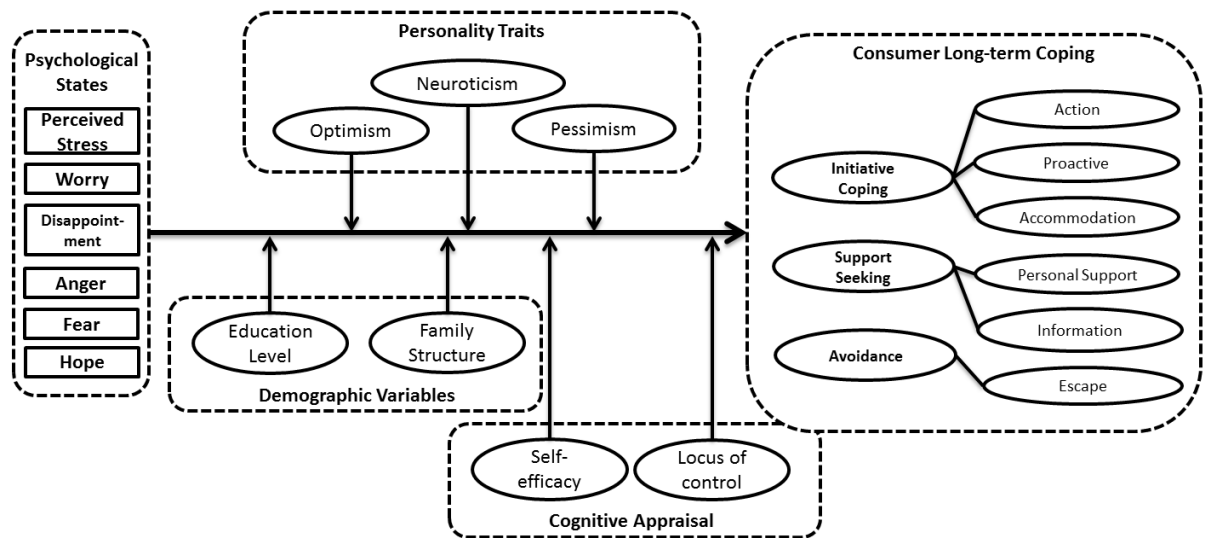 Psychological
States
Perceived
Stress
Worry
Disappoint-
ment
Anger
Fear
Hope
Personality Traits
Neuroticism
Optimism
Pessimism
Education
Level
Family
Structure
Demographic Variables
Self-
efficacy
Locus of
control
Cognitive Appraisal
Consumer Long-term Coping
Initiative
Coping
Action
Proactive
Accommodation
Support
Seeking
Personal Support
Information
Avoidance
Escape